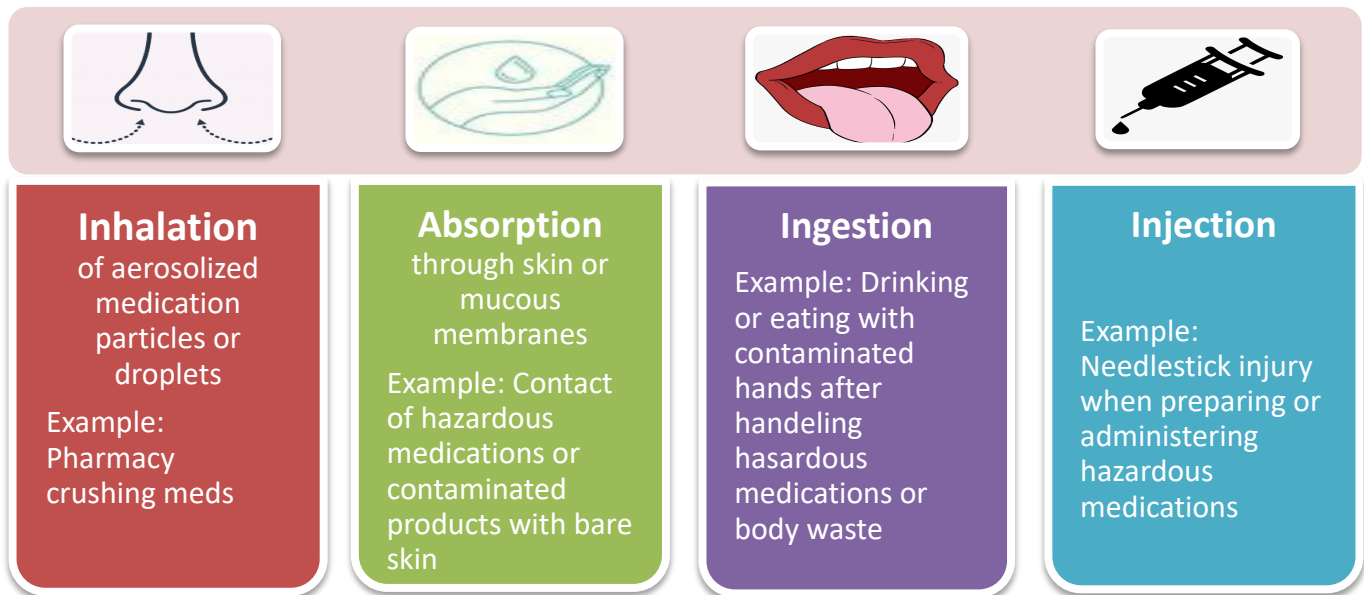 Inhalation
of aerosolized
medication
particles or
droplets
Example:
Pharmacy
crushing meds
Absorption
through skin or
mucous
membranes
Example: Contact
of hazardous
medications or
contaminated
products with bare
skin
Ingestion
Example: Drinking
or eating with
contaminated
hands after
handeling
hasardous
medications or
body waste
Injection
Example:
Needlestick injury
when preparing or
administering
hazardous
medications